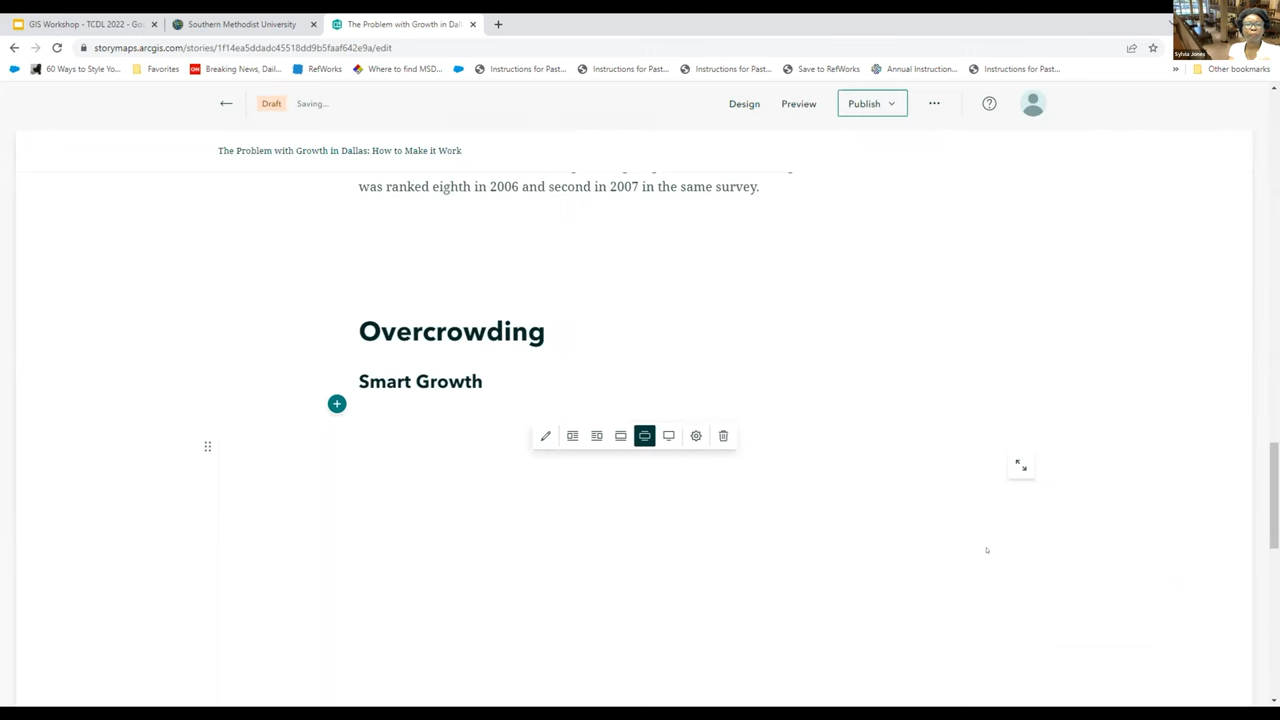 GIS Workshop - TCDL 2022 - Go
Southern Methodist University
The Problem with Growth in Dal
storymaps.arcgis.com/stories/1f14ea5ddadc45518dd9b5faaf642e9a/edit
60 Ways to Style Yo...
Favorites
Breaking News, Dail...
RefWorks
Where to find MSD...
Instructions for Past...
Instructions for Past...
Instructions for Past...
Save to RefWorks
Annual Instruction...
Instructions for Past...
Other bookmarks
Sylvia Jones
Draft
Saving...
Design
Preview
Publish
The Problem with Growth in Dallas: How to Make it Work
was ranked eighth in 2006 and second in 2007 in the same survey.
Overcrowding
Smart Growth